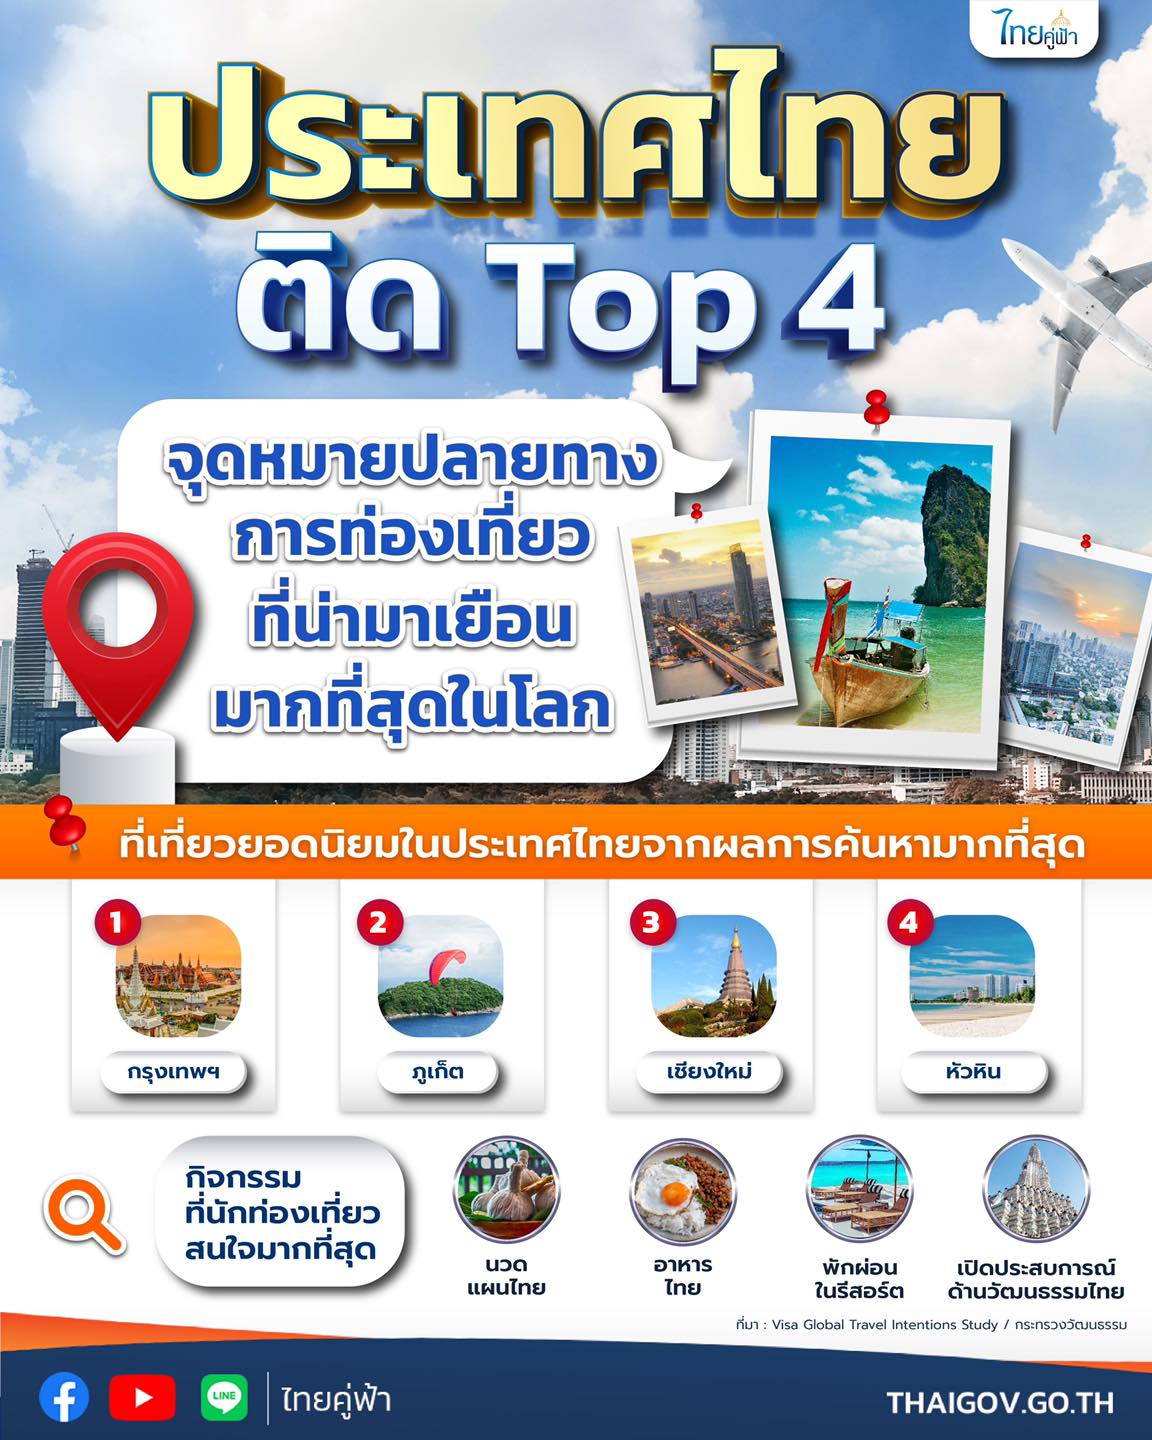 ไทยคู่ฟ้า
ประเทศไทย
ติด Top 4
จุดหมายปลายทาง
การท่องเที่ยว
ที่น่ามาเยือน
มากที่สุดในโลก
ที่เที่ยวยอดนิยมในประเทศไทยจากผลการค้นหามากที่สุด
1
2
3
4
กรุงเทพฯ
ภูเก็ต
เชียงใหม่
หัวหิน
กิจกรรม
ที่นักท่องเที่ยว
สนใจมากที่สุด
นวด
แผนไทย
อาหาร
ไทย
พักผ่อน
ในรีสอร์ต
เปิดประสบการณ์
ด้านวัฒนธรรมไทย
ที่มา : Visa Global Travel Intentions Study / กระทรวงวัฒนธรรม
LINE
ไทยคู่ฟ้า
THAIGOV.GO.TH